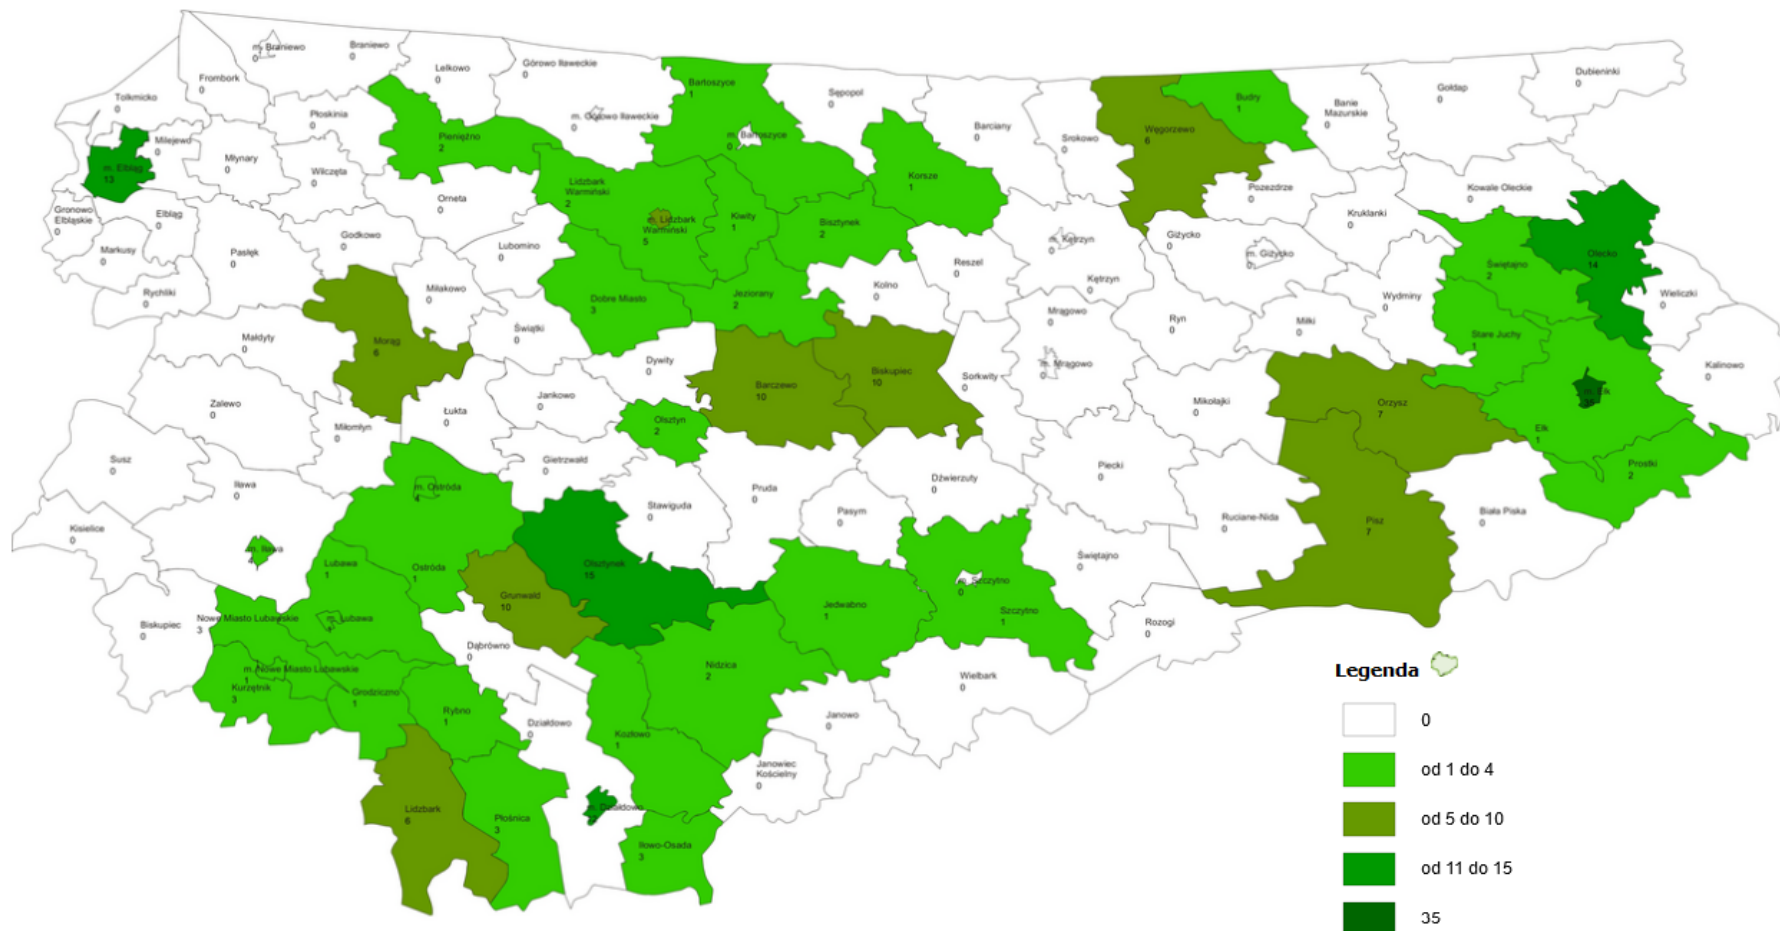 m. Braniewo
0
Braniewo
0
Lelkowo
0
Górowo Iławeckie
0
Frombork
0
Tolkmicko
0
Płoskinia
0
Pieniężno
2
m. Górowo Iławeckie
0
Bartoszyce
1
m. Bartoszyce
0
Sępopol
0
Barciany
0
Srokowo
0
Węgorzewo
6
Budry
1
Banie
Mazurskie
0
Gołdap
0
Dubieninki
0
Milejewo
0
m. Elbląg
13
Młynary
0
Wilczęta
0
Orneta
0
Lidzbark
Warmiński
2
m. Lidzbark
Warmiński
5
Kiwity
1
Bisztynek
2
Korsze
1
Pozezdrze
0
Kruklanki
0
Kowale Oleckie
0
Gronowo
Elbląskie
0
Elbląg
0
Markusy
0
Pasłęk
0
Godkowo
0
Lubomino
0
Reszel
0
m. Kętrzyn
0
Kętrzyn
0
Giżycko
0
m. Giżycko
0
Świętajno
2
Olecko
14
Wieliczki
0
Rychliki
0
Miłakowo
0
Dobre Miasto
3
Jeziorany
2
Kolno
0
Wydminy
0
Małdyty
0
Morąg
6
Świątki
0
Mrągowo
0
Ryn
0
Miłki
0
Stare Juchy
1
Dywity
0
Barczewo
10
Biskupiec
10
Sorkwity
0
m. Mrągowo
0
Kalinowo
0
Zalewo
0
Łukta
0
Jankowo
0
Mikołajki
0
Orzysz
7
m. Ełk
35
Miłomłyn
0
Olsztyn
2
Ełk
1
Susz
0
Iława
0
Gietrzwałd
0
Piecki
0
Prostki
2
m. Ostróda
4
Stawiguda
0
Pruda
0
Dźwierzuty
0
Pasym
0
Ruciane-Nida
0
Pisz
7
Biała Piska
0
Kisielice
0
m. Iława
4
Lubawa
1
Ostróda
1
Olsztynek
15
Świętajno
0
Grunwald
10
Jedwabno
1
m. Szczytno
0
Szczytno
1
Biskupiec
0
Nowe Miasto Lubawskie
3
m. Lubawa
1
Rozogi
0
Dąbrówno
0
Nidzica
2
m. Nowe Miasto Lubawskie
1
Kurzętnik
3
Grodziczno
1
Rybno
1
Wielbark
0
Działdowo
0
Kozłowo
1
Janowo
0
Janowiec
Kościelny
0
Lidzbark
6
Płośnica
3
m. Działdowo
Iłowo-Osada
3
Legenda
0
od 1 do 4
od 5 do 10
od 11 do 15
35